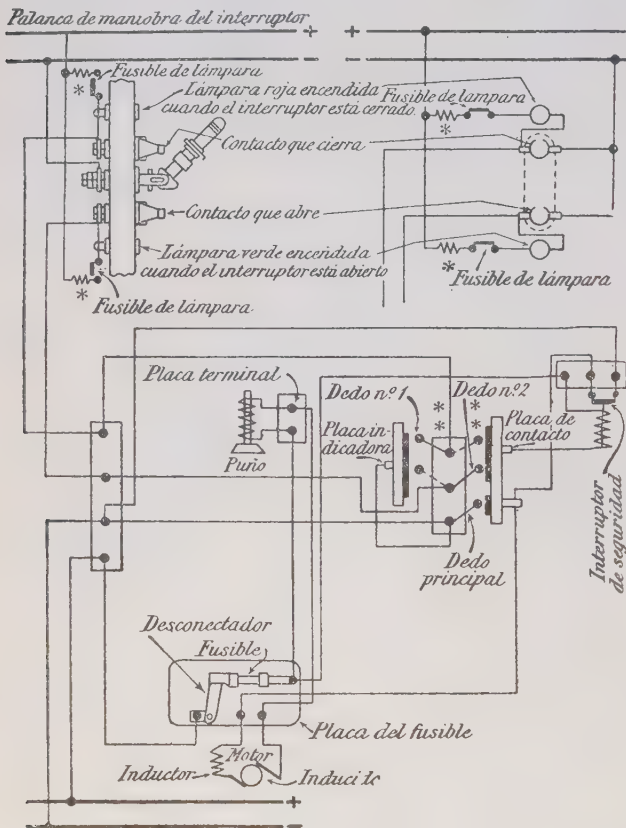 Palanca de maniobra del interruptor
+ + - -
Fusible de lámpara
*
Lámpara roja encendida
cuando el interruptor está cerrado
Fusible de lámpara
*
Contacto que cierra
Contacto que abre
Lámpara verde encendida
cuando el interruptor está abierto
*
Fusible de lámpara
*
Fusible de lámpara
Placa terminal
Puño
Dedo nº 1
Dedo nº 2
* *
* *
Placa in-
dicadora
Placa de
contacto
Dedo
principal
Interruptor
de seguridad
Desconectador
Fusible
Placa del fusible
Motor
Inductor
+
-